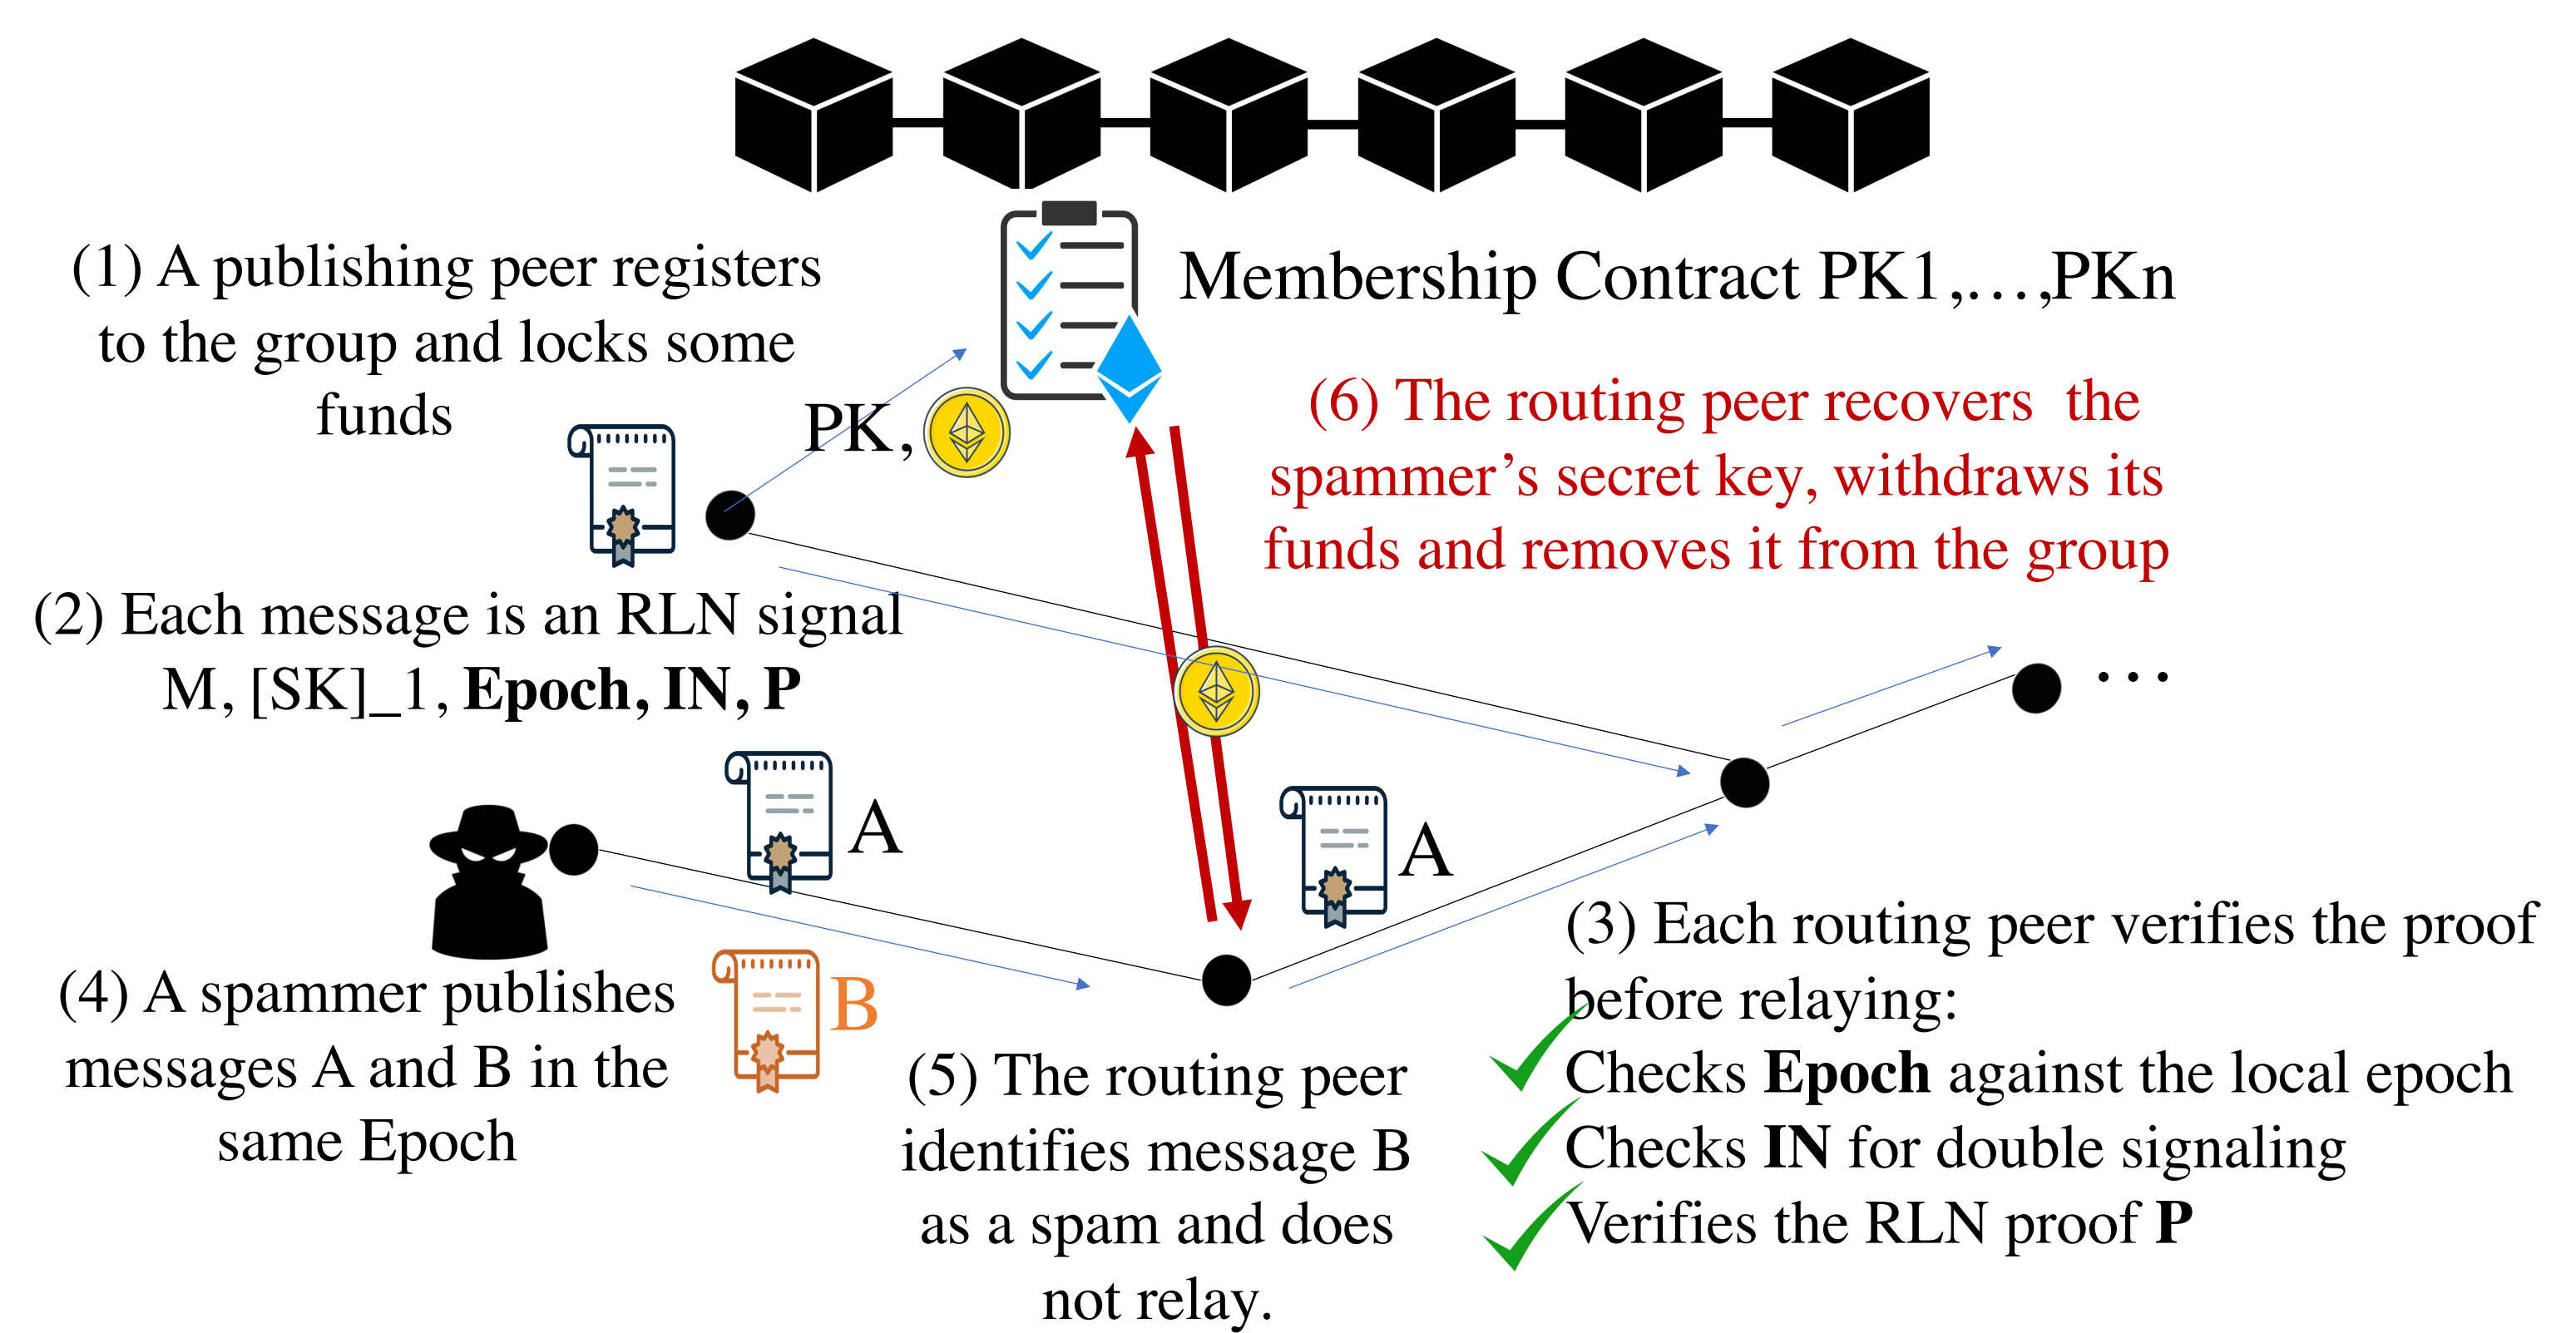 (1) A publishing peer registers
to the group and locks some
funds
Membership Contract PK1,…,PKn
PK,
(6) The routing peer recovers the
spammer’s secret key, withdraws its
funds and removes it from the group
(2) Each message is an RLN signal
M, [SK]_1, Epoch, IN, P
…
A
A
(4) A spammer publishes
messages A and B in the
same Epoch
B
(5) The routing peer
identifies message B
as a spam and does
not relay.
(3) Each routing peer verifies the proof
before relaying:
Checks Epoch against the local epoch
Checks IN for double signaling
Verifies the RLN proof P